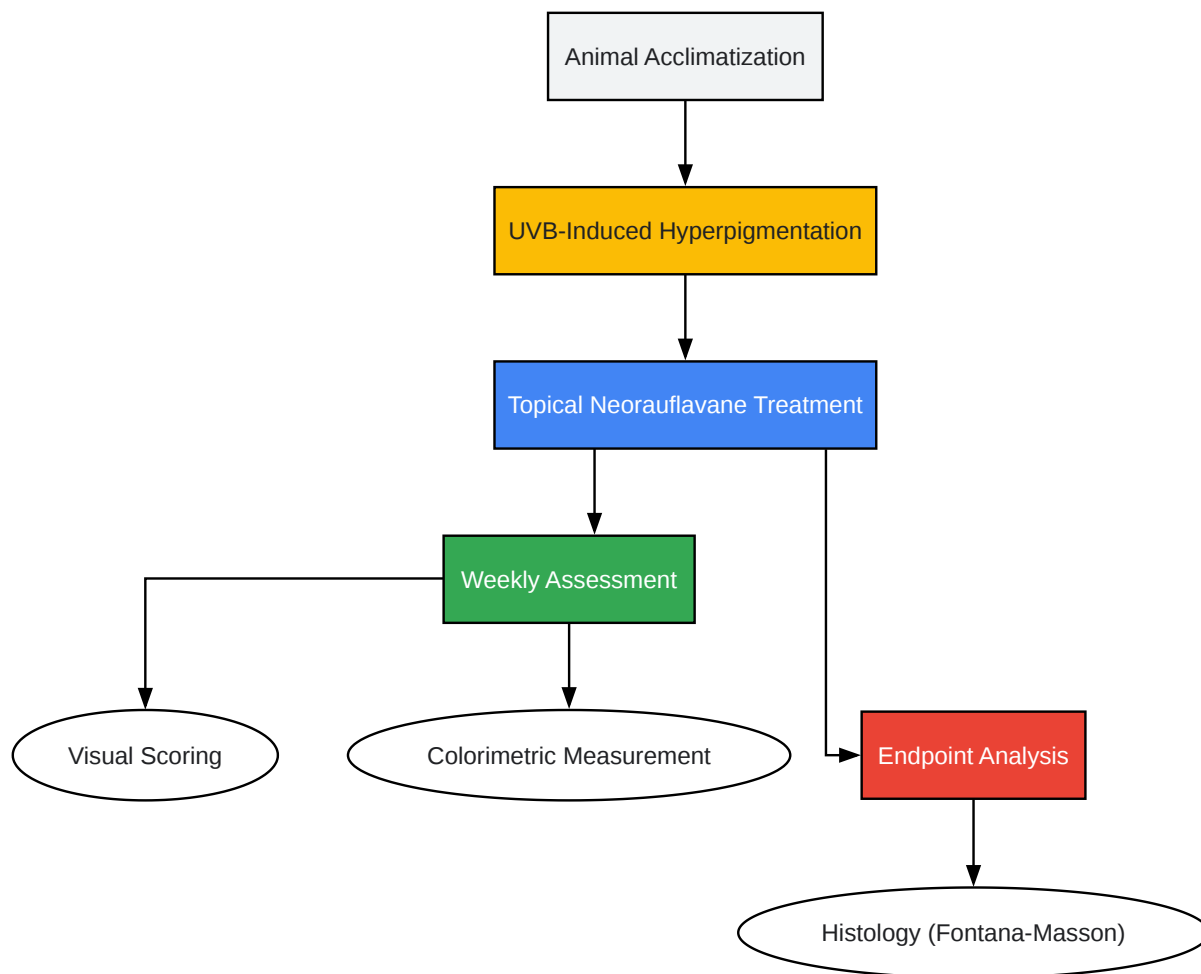 Animal Acclimatization
UVB-Induced Hyperpigmentation
Topical Neorauflavane Treatment
Weekly Assessment
Visual Scoring
Colorimetric Measurement
Endpoint Analysis
Histology (Fontana-Masson)